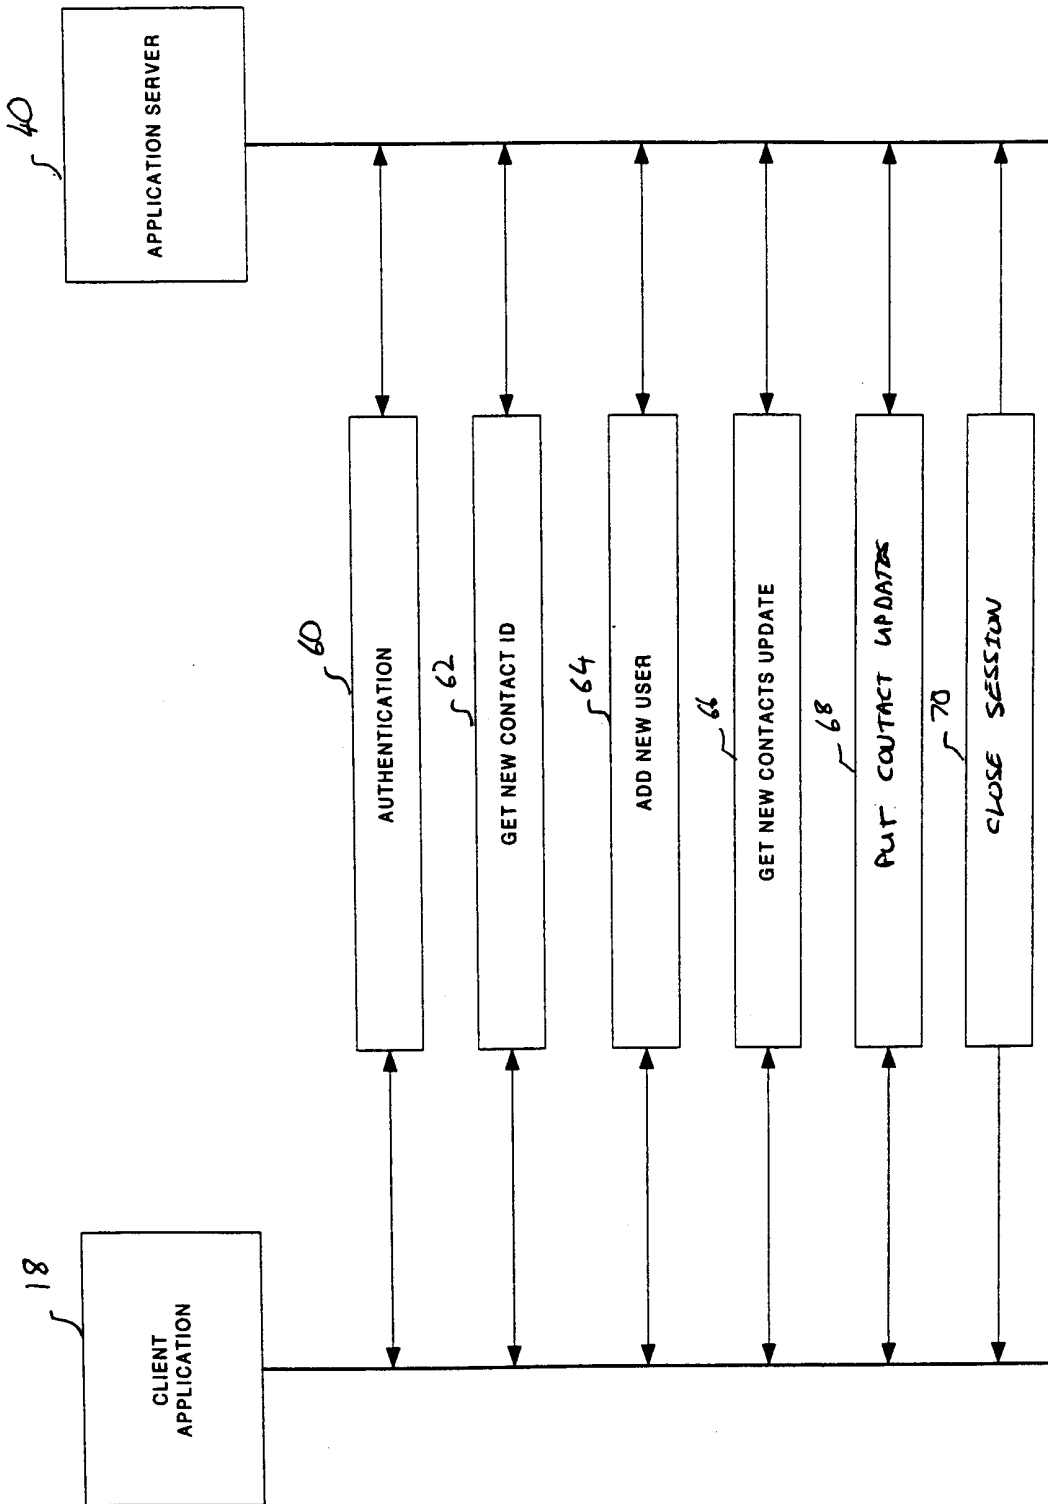 18
CLIENT
APPLICATION
40
APPLICATION SERVER
60
AUTHENTICATION
62
GET NEW CONTACT ID
64
ADD NEW USER
66
GET NEW CONTACTS UPDATE
68
PUT CONTACT UPDATES
70
CLOSE SESSION